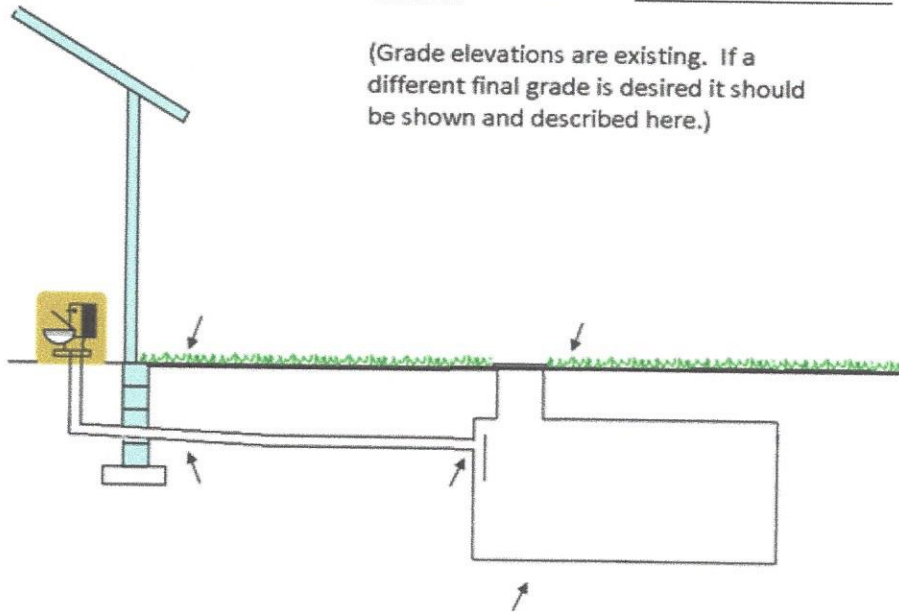 (Grade elevations are existing. If a
different final grade is desired it should
be shown and described here.)